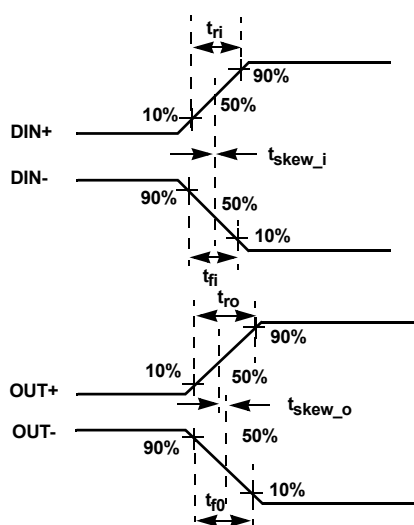 tri
90%
10%
50%
DIN+
tskew_i
DIN-
90%
50%
10%
tfi
tro
90%
10%
50%
OUT+
tskew_o
OUT-
50%
90%
10%
tf0